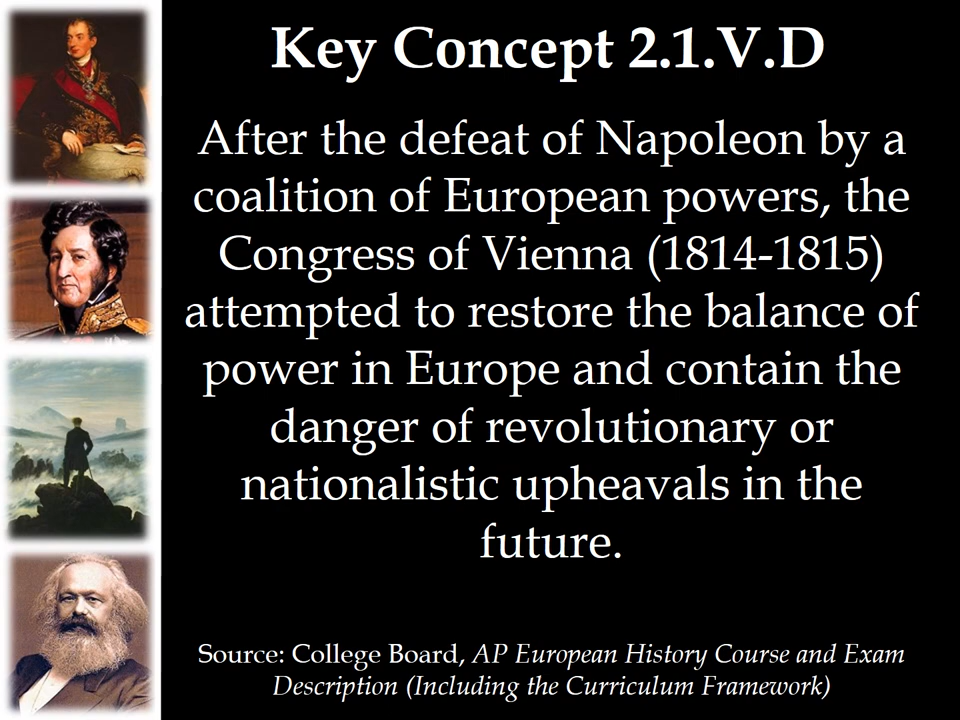 Key Concept 2.1.V.D
After the defeat of Napoleon by a
coalition of European powers, the
Congress of Vienna (1814-1815)
attempted to restore the balance of
power in Europe and contain the
danger of revolutionary or
nationalistic upheavals in the
future.
Source: College Board, AP European History Course and Exam
Description (Including the Curriculum Framework)